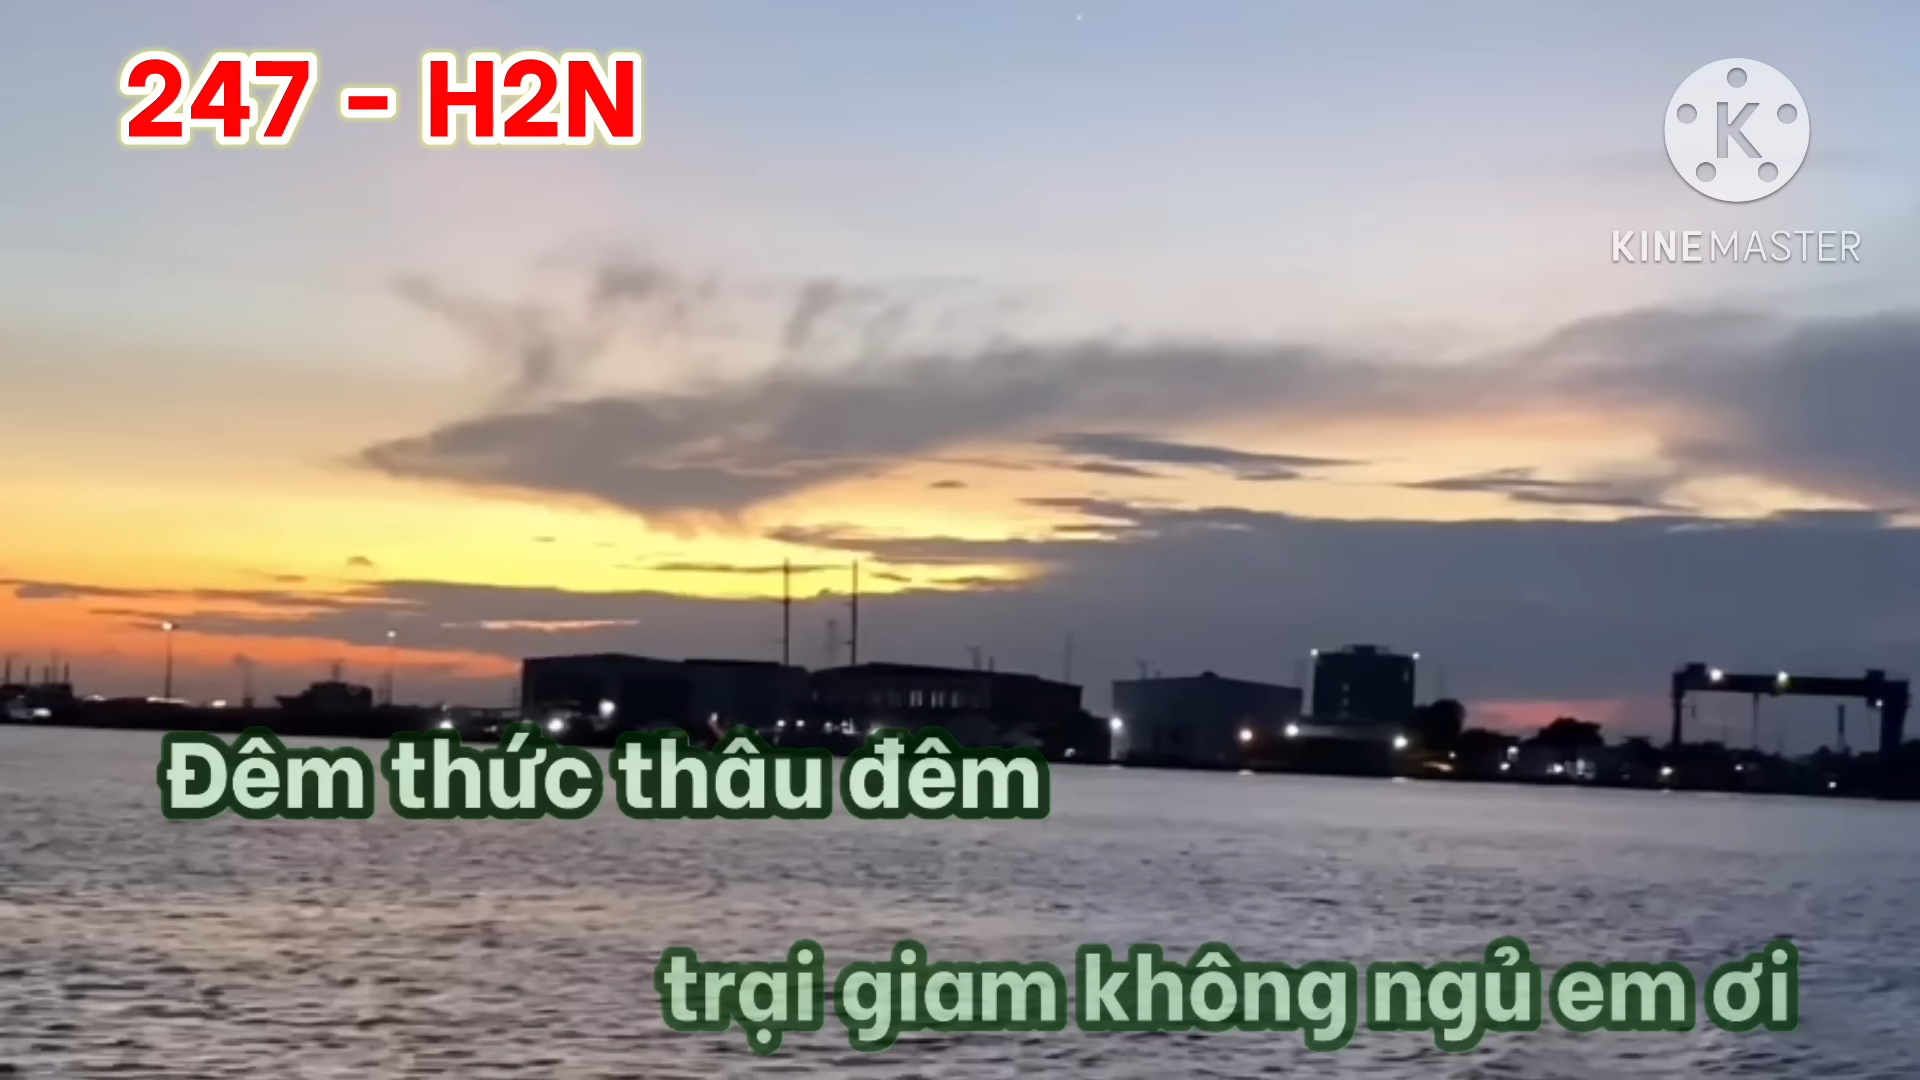 247 - H2N
K
KINEMASTER
Đêm thức thâu đêm
trại giam không ngủ em ơi